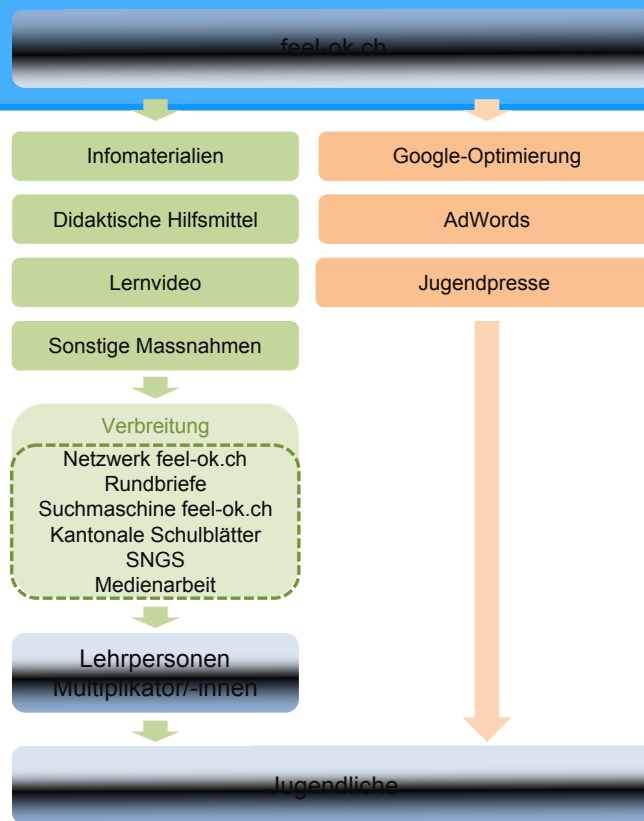 feel-ok.ch
Infomaterialien
Didaktische Hilfsmittel
Lernvideo
Sonstige Massnahmen
Google-Optimierung
AdWords
Jugendpresse
Verbreitung
Netzwerk feel-ok.ch
Rundbriefe
Suchmaschine feel-ok.ch
Kantonale Schulblätter
SNGS
Medienarbeit
Lehrpersonen
Multiplikator/-innen
Jugendliche